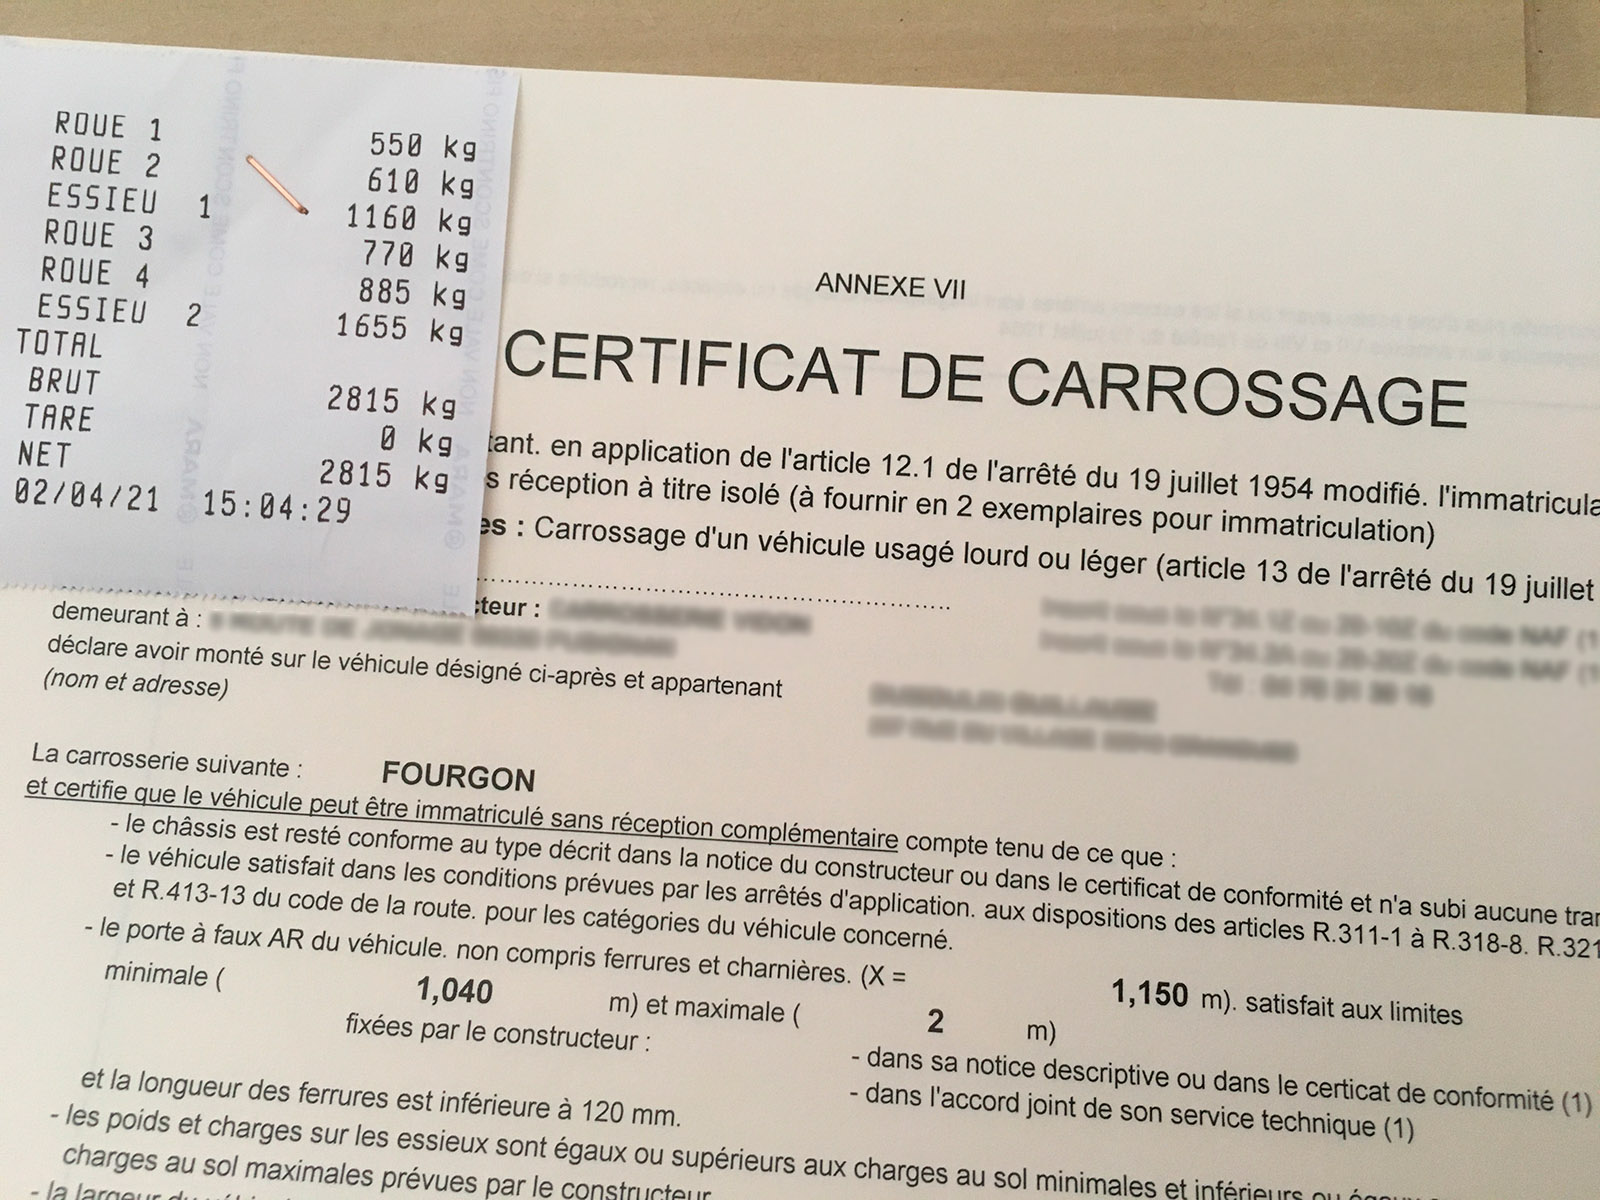 ROUE 1 550 kg
ROUE 2 610 kg
ESSIEU 1 1160 kg
ROUE 3 770 kg
ROUE 4 885 kg
ESSIEU 2 1655 kg
TOTAL
BRUT 2815 kg
TARE 0 kg
NET 2815 kg
02/04/21 15:04:29
ANNEXE VII
CERTIFICAT DE CARROSSAGE
tant. en application de l'article 12.1 de l'arrêté du 19 juillet 1954 modifié. l'immatricula
s réception à titre isolé (à fournir en 2 exemplaires pour immatriculation)
es : Carrossage d'un véhicule usagé lourd ou léger (article 13 de l'arrêté du 19 juillet
cteur :
demeurant à :
déclare avoir monté sur le véhicule désigné ci-après et appartenant
(nom et adresse)
La carrosserie suivante : FOURGON
et certifie que le véhicule peut être immatriculé sans réception complémentaire compte tenu de ce que :
- le châssis est resté conforme au type décrit dans la notice du constructeur ou dans le certificat de conformité et n'a subi aucune tran
- le véhicule satisfait dans les conditions prévues par les arrêtés d'application. aux dispositions des articles R.311-1 à R.318-8. R.321
et R.413-13 du code de la route. pour les catégories du véhicule concerné.
- le porte à faux AR du véhicule. non compris ferrures et charnières. (X = 1,150 m). satisfait aux limites
minimale ( 1,040 m) et maximale ( 2 m)
fixées par le constructeur :
- dans sa notice descriptive ou dans le certicat de conformité (1)
- dans l'accord joint de son service technique (1)
et la longueur des ferrures est inférieure à 120 mm.
- les poids et charges sur les essieux sont égaux ou supérieurs aux charges au sol minimales et inférieurs ou
charges au sol maximales prévues par le constructeur